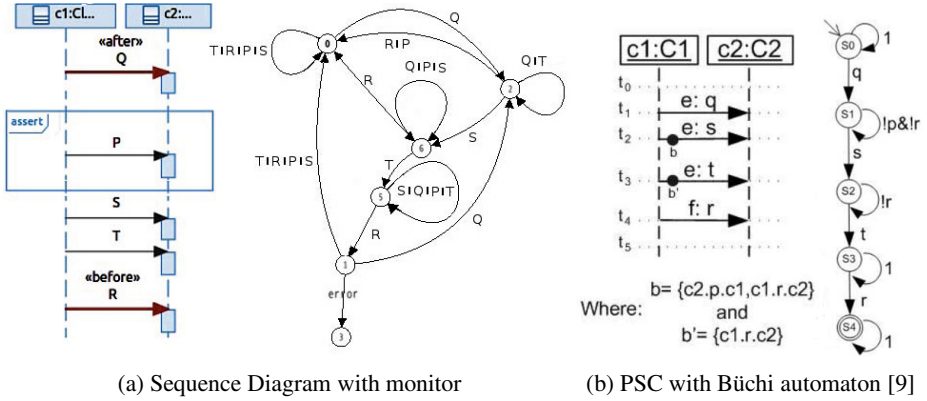 c1:Cl... c2:...
«after»
Q
assert
P
S
T
«before»
R
T|R|P|S
0
Q
R|P
R
Q|P|S
2
Q|T
S
6
T
T|R|P|S
S|Q|P|T
5
R
Q
1
error
3
c1:C1 c2:C2
t0
t1 e: q
t2 e: s
b
t3 e: t
b'
t4 f: r
t5
Where: b= {c2.p.c1,c1.r.c2}
and
b'= {c1.r.c2}
S0 1
q
S1 !p&!r
s
S2 !r
t
S3 1
r
S4 1
(a) Sequence Diagram with monitor
(b) PSC with Büchi automaton [9]